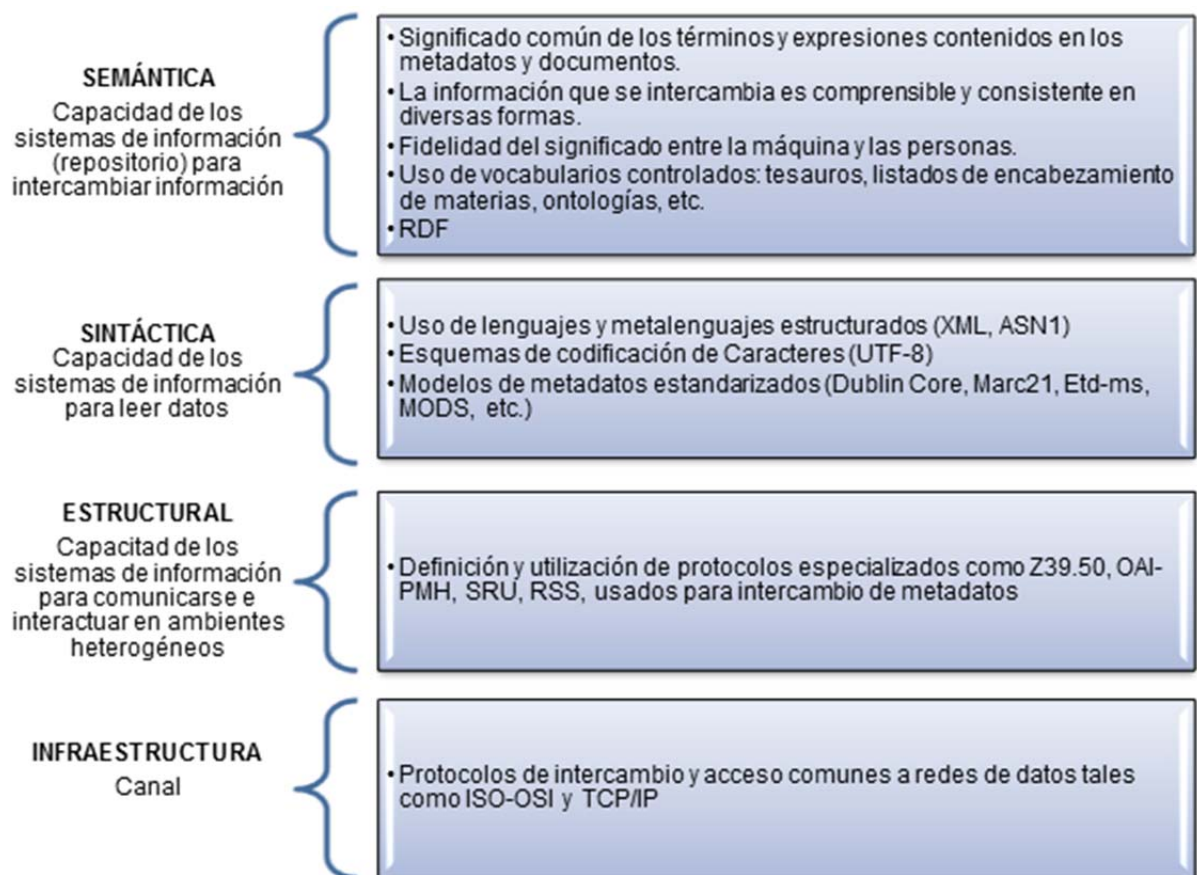 SEMÁNTICA
Capacidad de los
sistemas de información
(repositorio) para
intercambiar información
• Significado común de los términos y expresiones contenidos en los
metadatos y documentos.
• La información que se intercambia es comprensible y consistente en
diversas formas.
• Fidelidad del significado entre la máquina y las personas.
• Uso de vocabularios controlados: tesauros, listados de encabezamiento
de materias, ontologías, etc.
• RDF
SINTÁCTICA
Capacidad de los
sistemas de información
para leer datos
• Uso de lenguajes y metalenguajes estructurados (XML, ASN1)
• Esquemas de codificación de Caracteres (UTF-8)
• Modelos de metadatos estandarizados (Dublin Core, Marc21, Etd-ms,
MODS, etc.)
ESTRUCTURAL
Capacitad de los
sistemas de información
para comunicarse e
interactuar en ambientes
heterogéneos
• Definición y utilización de protocolos especializados como Z39.50, OAI-
PMH, SRU, RSS, usados para intercambio de metadatos
INFRAESTRUCTURA
Canal
• Protocolos de intercambio y acceso comunes a redes de datos tales
como ISO-OSI y TCP/IP